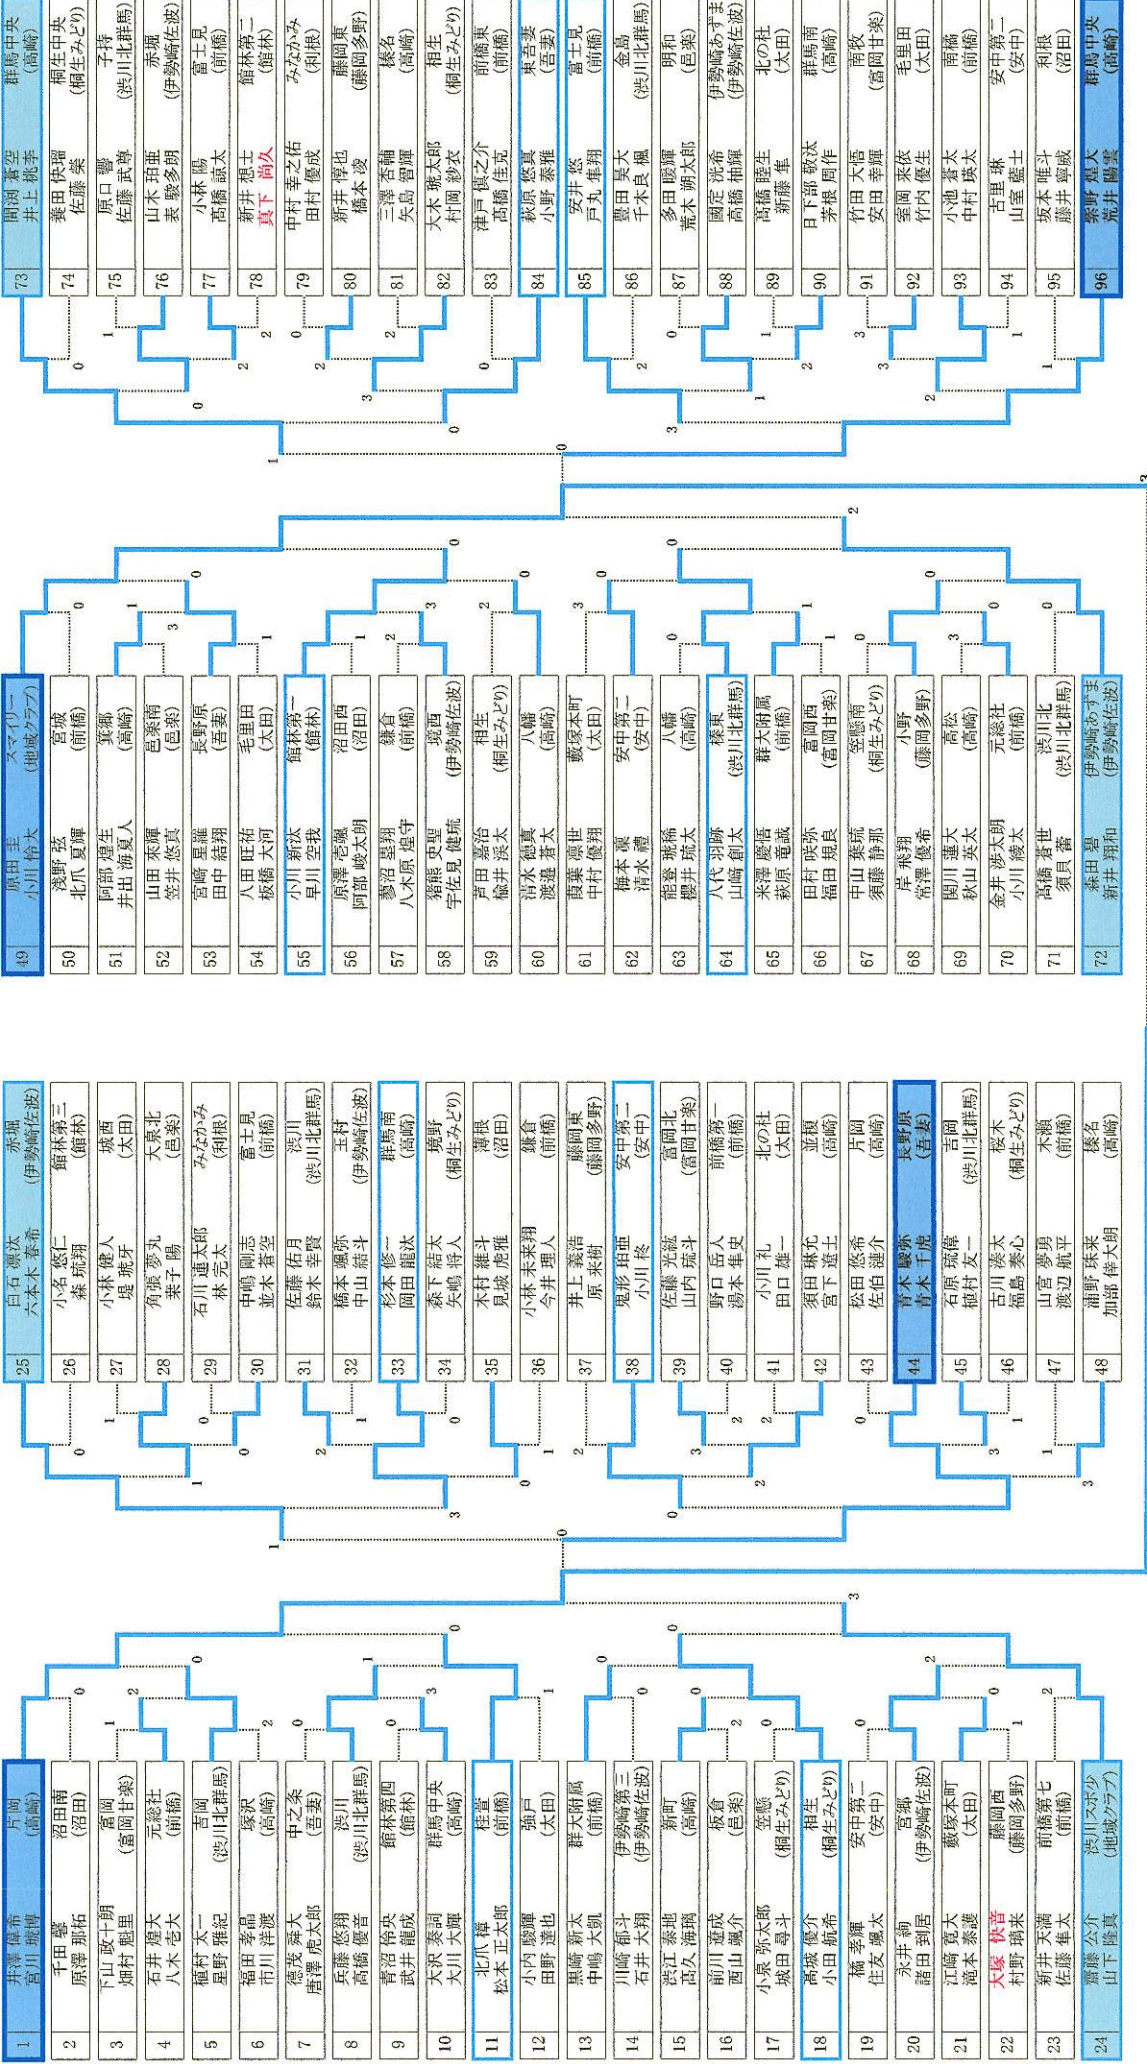 1 井澤 偉希 片岡
宮川 琥博 (高崎)
2 千田 馨 沼田南
原澤 那柘 (沼田)
3 下山 政十朗 富岡
畑村 魁里 (富岡甘楽)
4 石井 煌大 元総社
八木 壱大 (前橋)
5 植村 太一 吉岡
星野 雅紀 (渋川北群馬)
6 福田 孝晶 塚沢
市川 洋渡 (高崎)
7 德茂 舜大 中之条
唐澤 虎太郎 (吾妻)
8 兵藤 悠翔 渋川
高橋 優音 (渋川北群馬)
9 青沼 伶央 館林第四
武井 龍成 (館林)
10 大沢 泰詞 群馬中央
大川 大輝 (高崎)
11 北爪 樟 桂萱
松本 正太郎 (前橋)
12 小内 駿輝 強戸
田野 達也 (太田)
13 黒崎 新太 群大附属
中嶋 大凱 (前橋)
14 川崎 郁斗 伊勢崎第三
石井 大翔 (伊勢崎佐波)
15 渋江 泰地 新町
髙久 海璃 (高崎)
16 前川 遼成 板倉
西山 颯介 (邑楽)
17 小泉 弥太郎 笠懸
城田 尋斗 (桐生みどり)
18 髙城 優介 相生
小田 航希 (桐生みどり)
19 橘 孝輝 安中第二
住友 颯太 (安中)
20 永井 絢 宮郷
諸田 到居 (伊勢崎佐波)
21 江崎 寛大 藪塚本町
滝本 泰護 (太田)
22 大塚 快音 藤岡西
村野 璃来 (藤岡多野)
23 新井 天満 前橋第七
佐藤 隼太 (前橋)
24 齋藤 公介 渋川スポ少
山下 隆真 (地域クラブ)
25 白石 凛汰 赤堀
六本木 春希 (伊勢崎佐波)
26 小名 悠仁 館林第三
森 琉翔 (館林)
27 小林 健人 城西
堤 琥牙 (太田)
28 角張 夢丸 大泉北
葉子 陽 (邑楽)
29 石川 連太郎 みなかみ
林 完太 (利根)
30 中嶋 剛志 富士見
並木 蒼空 (前橋)
31 佐藤 佑月 渋川
鈴木 幸賢 (渋川北群馬)
32 橋本 颯弥 玉村
中山 結斗 (伊勢崎佐波)
33 杉本 修一 群馬南
岡田 龍汰 (高崎)
34 森下 結太 境野
矢嶋 将人 (桐生みどり)
35 木村 維斗 薄根
見城 虎雅 (沼田)
36 小林 未来翔 鎌倉
今井 理人 (前橋)
37 井上 義浩 藤岡東
原 来樹 (藤岡多野)
38 鬼形 珀亜 安中第二
小川 柊 (安中)
39 佐藤 光紘 富岡北
山内 琉斗 (富岡甘楽)
40 野口 岳人 前橋第一
湯本 隼史 (前橋)
41 小川 礼 北の杜
田口 雄一 (太田)
42 須田 琳允 並榎
宮下 遼士 (高崎)
43 松田 悠希 片岡
佐伯 漣介 (高崎)
44 青木 駿弥 長野原
青木 千虎 (吾妻)
45 石原 琉偉 吉岡
植村 友一 (渋川北群馬)
46 古川 湊太 桜木
福島 奏心 (桐生みどり)
47 山宮 夢勇 木瀬
渡辺 航平 (前橋)
48 浦野 珠来 榛名
加部 倖大朗 (高崎)
49 原田 圭 スマイリー
小川 怜大 (地域クラブ)
50 浅野 弦 宮城
北爪 夏輝 (前橋)
51 阿部 煌生 箕郷
井出 海夏人 (高崎)
52 山田 來輝 邑楽南
笠井 悠真 (邑楽)
53 宮崎 星羅 長野原
田中 結翔 (吾妻)
54 八田 旺祐 毛里田
板橋 大河 (太田)
55 小川 新汰 館林第一
早川 空我 (館林)
56 原澤 壱颯 沼田西
阿部 崚太朗 (沼田)
57 蓼沼 塁翔 鎌倉
八木原 煌守 (前橋)
58 猪熊 史聖 境西
宇佐見 健琉 (伊勢崎佐波)
59 芦田 嘉治 相生
楡井 渓太 (桐生みどり)
60 清水 徳真 八幡
渡邉 蒼太 (高崎)
61 葭葉 凛世 藪塚本町
中村 優翔 (太田)
62 梅本 凜 安中第二
清水 禮 (安中)
63 能登 琥稀 八幡
櫻井 琉太 (高崎)
64 八代 羽跡 榛東
山崎 創太 (渋川北群馬)
65 米澤 慶悟 群大附属
萩原 竜誠 (前橋)
66 田村 咲弥 富岡西
福田 規良 (富岡甘楽)
67 中山 葉琉 笠懸南
須藤 静那 (桐生みどり)
68 岸 飛翔 小野
常澤 優希 (藤岡多野)
69 関川 蓮大 高松
秋山 英太 (高崎)
70 金井 渉太朗 元総社
小川 綾太 (前橋)
71 髙橋 蒼世 渋川北
須貝 蕾 (渋川北群馬)
72 森田 碧 伊勢崎あずま
新井 翔和 (伊勢崎佐波)
73 間渕 蒼空 群馬中央
井上 桃李 (高崎)
74 養田 快瑠 桐生中央
佐藤 榮 (桐生みどり)
75 原口 響 子持
佐藤 武尊 (渋川北群馬)
76 山木 珀亜 赤堀
表 駿多朗 (伊勢崎佐波)
77 小林 陽 富士見
髙橋 諒太 (前橋)
78 新井 想士 館林第二
真下 尚久 (館林)
79 中村 幸之佑 みなかみ
田村 優成 (利根)
80 新井 惇也 藤岡東
橋本 凌 (藤岡多野)
81 三澤 杏輔 榛名
矢島 智輝 (高崎)
82 大木 琥太郎 相生
村岡 紗衣 (桐生みどり)
83 津戸 慎之介 前橋東
髙橋 佳克 (前橋)
84 萩原 悠真 東吾妻
小野 泰雅 (吾妻)
85 安井 悠 富士見
戸丸 隼翔 (前橋)
86 豊田 昊大 金島
千木良 楓 (渋川北群馬)
87 多田 暖輝 明和
荒木 朔太郎 (邑楽)
88 國定 洸希 伊勢崎あずま
髙橋 柚輝 (伊勢崎佐波)
89 髙橋 睦生 北の杜
新藤 隼 (太田)
90 日下部 敬汰 群馬南
茅根 周作 (高崎)
91 竹田 大悟 南牧
安田 幸輝 (富岡甘楽)
92 室岡 来依 毛里田
竹内 優生 (太田)
93 小池 蒼太 南橘
中村 瑛太 (前橋)
94 古里 琳 安中第二
山室 藍士 (安中)
95 坂本 唯斗 利根
藤井 寧威 (沼田)
96 紫野 煜大 群馬中央
荒井 陽雲 (高崎)